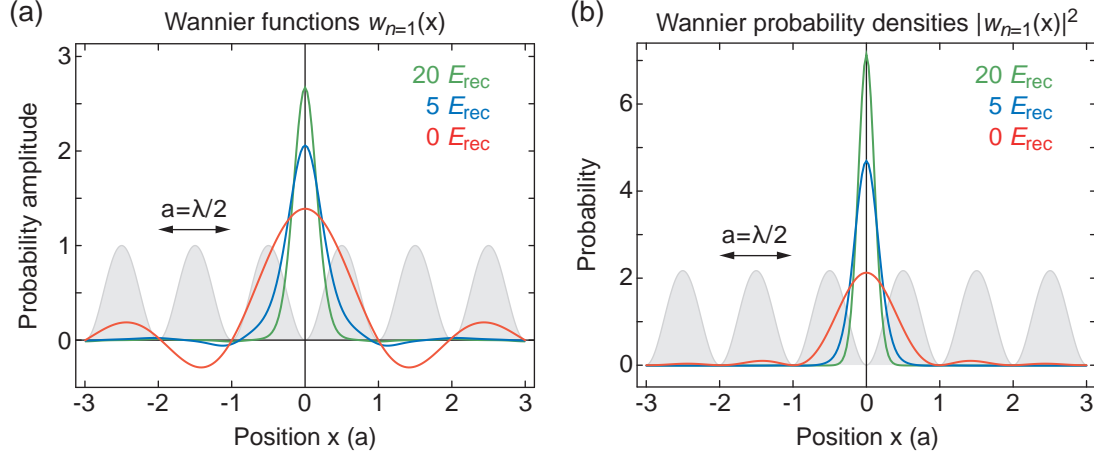 (a)
Wannier functions w_{n=1}(x)
3
2
1
0
Probability amplitude
20 E_rec
5 E_rec
0 E_rec
a=λ/2
-3 -2 -1 0 1 2 3
Position x (a)
(b)
Wannier probability densities |w_{n=1}(x)|²
6
4
2
0
Probability
20 E_rec
5 E_rec
0 E_rec
a=λ/2
-3 -2 -1 0 1 2 3
Position x (a)